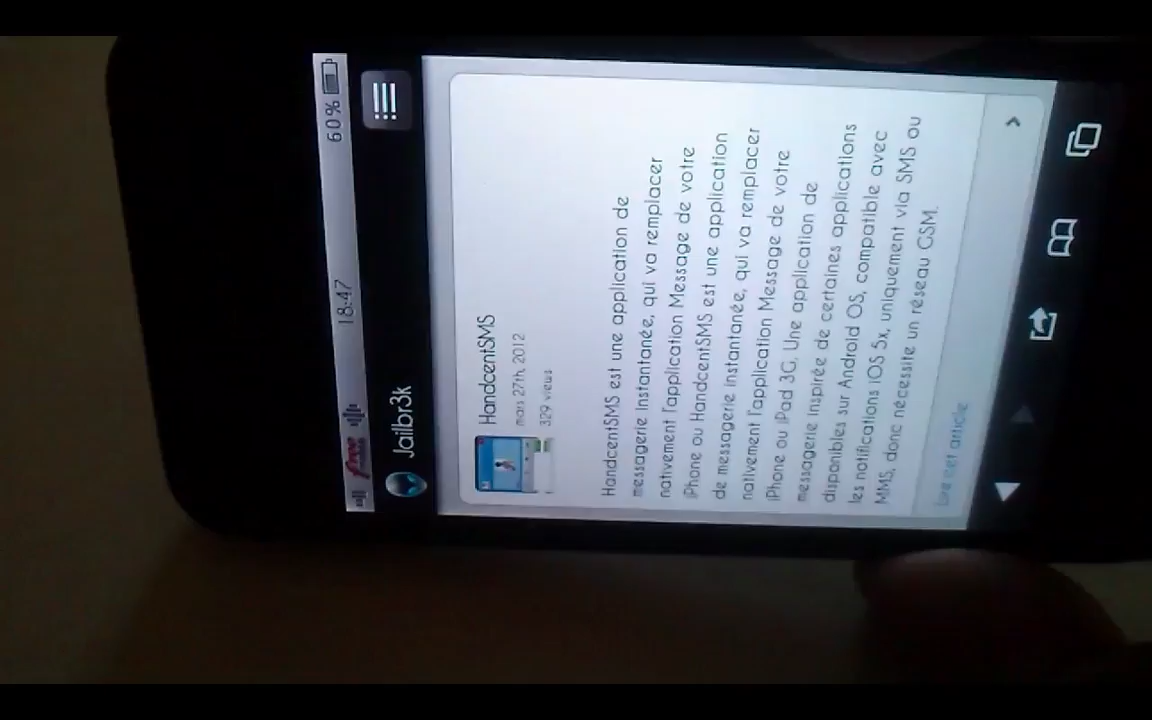 free 18:47 60%
Jailbr3k
HandcentSMS
mars 27th, 2012
329 views
HandcentSMS est une application de
messagerie instantanée, qui va remplacer
nativement l'application Message de votre
iPhone ou HandcentSMS est une application
de messagerie instantanée, qui va remplacer
nativement l'application Message de votre
iPhone ou iPad 3G. Une application de
messagerie inspirée de certaines applications
disponibles sur Android OS, compatible avec
les notifications iOS 5x, uniquement via SMS ou
MMS, donc nécessite un réseau GSM.
Lire cet article